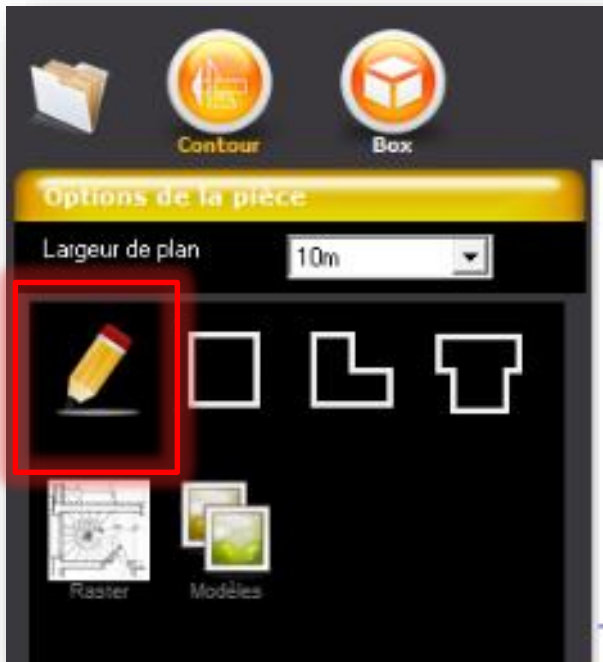 Contour
Box
Options de la pièce
Largeur de plan
10m
Raster
Modèles